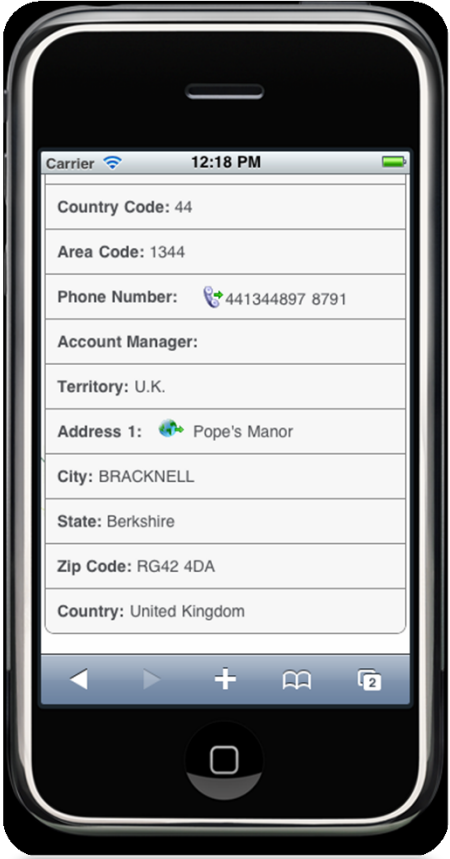 Carrier 12:18 PM
Country Code: 44
Area Code: 1344
Phone Number: 441344897 8791
Account Manager:
Territory: U.K.
Address 1: Pope's Manor
City: BRACKNELL
State: Berkshire
Zip Code: RG42 4DA
Country: United Kingdom
2